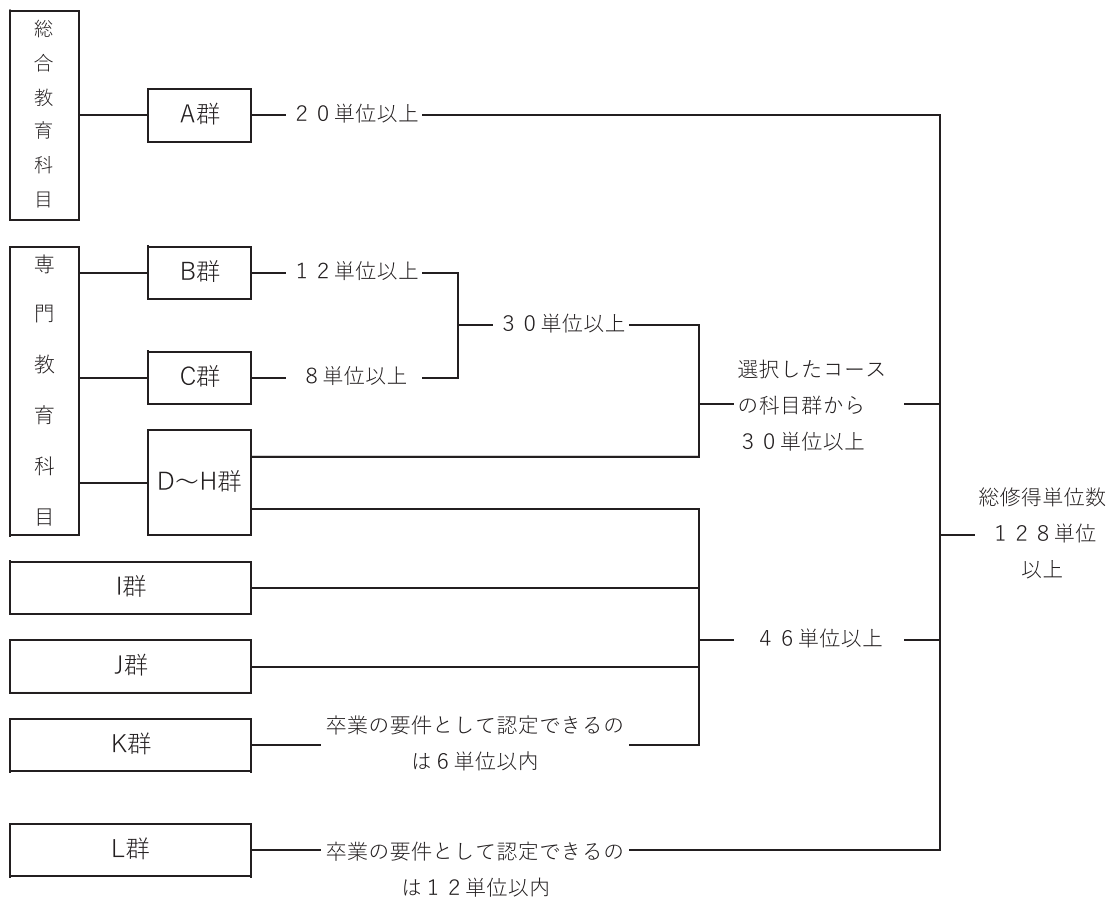 総合教育科目
A群
２０単位以上
専門教育科目
B群
１２単位以上
３０単位以上
C群
８単位以上
選択したコース
の科目群から
３０単位以上
D～H群
総修得単位数
１２８単位
以上
I群
４６単位以上
J群
K群
卒業の要件として認定できるの
は６単位以内
L群
卒業の要件として認定できるの
は１２単位以内